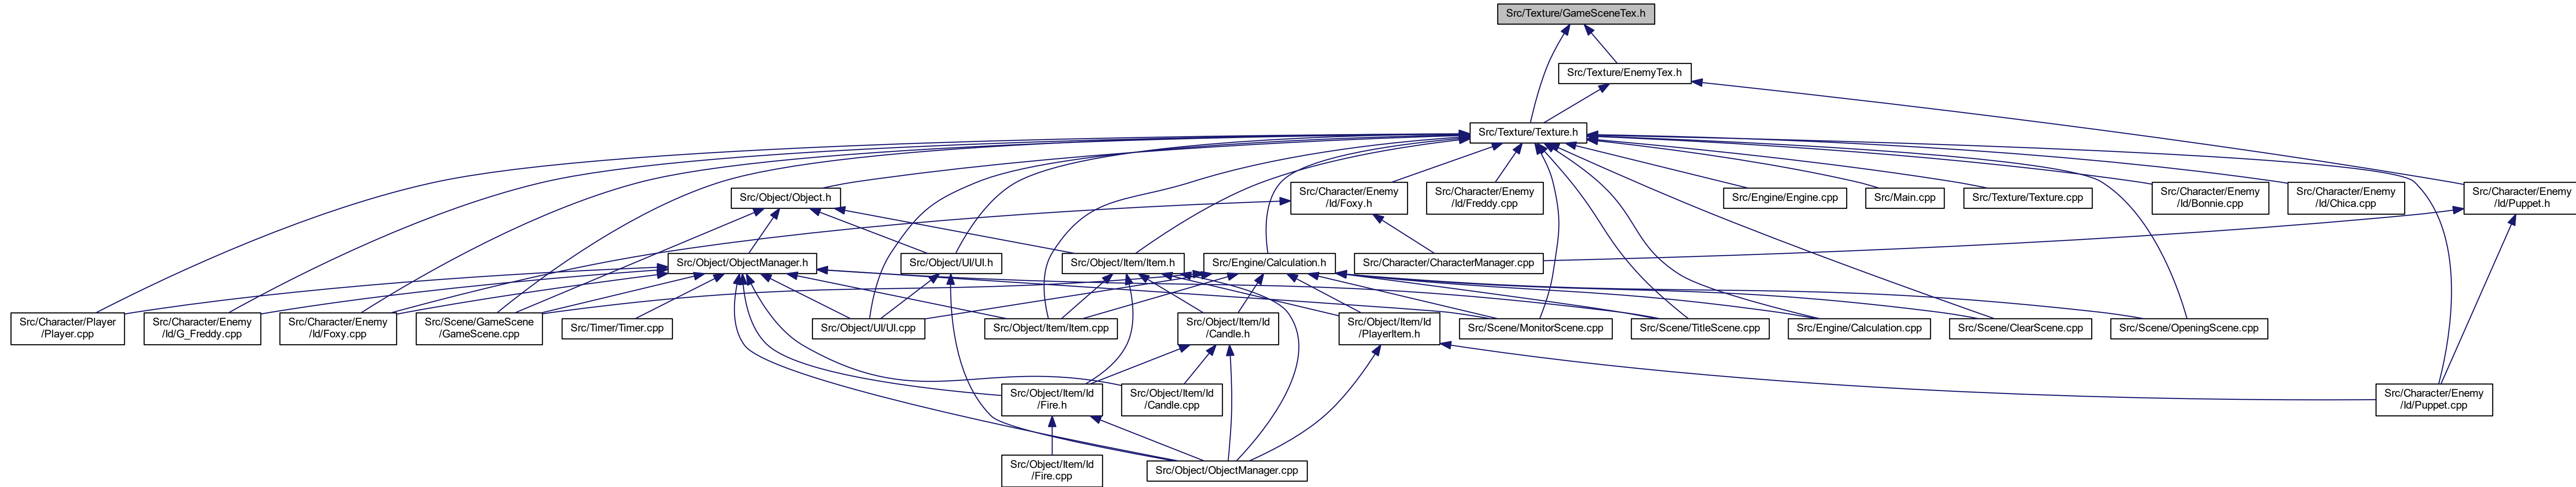 Src/Texture/GameSceneTex.h
Src/Texture/EnemyTex.h
Src/Texture/Texture.h
Src/Object/Object.h
Src/Character/Enemy
/Id/Foxy.h
Src/Character/Enemy
/Id/Freddy.cpp
Src/Engine/Engine.cpp
Src/Main.cpp
Src/Texture/Texture.cpp
Src/Character/Enemy
/Id/Bonnie.cpp
Src/Character/Enemy
/Id/Chica.cpp
Src/Character/Enemy
/Id/Puppet.h
Src/Object/ObjectManager.h
Src/Object/UI/UI.h
Src/Object/Item/Item.h
Src/Engine/Calculation.h
Src/Character/CharacterManager.cpp
Src/Character/Player
/Player.cpp
Src/Character/Enemy
/Id/G_Freddy.cpp
Src/Character/Enemy
/Id/Foxy.cpp
Src/Scene/GameScene
/GameScene.cpp
Src/Timer/Timer.cpp
Src/Object/UI/UI.cpp
Src/Object/Item/Item.cpp
Src/Object/Item/Id
/Candle.h
Src/Object/Item/Id
/PlayerItem.h
Src/Scene/MonitorScene.cpp
Src/Scene/TitleScene.cpp
Src/Engine/Calculation.cpp
Src/Scene/ClearScene.cpp
Src/Scene/OpeningScene.cpp
Src/Object/Item/Id
/Fire.h
Src/Object/Item/Id
/Candle.cpp
Src/Character/Enemy
/Id/Puppet.cpp
Src/Object/Item/Id
/Fire.cpp
Src/Object/ObjectManager.cpp